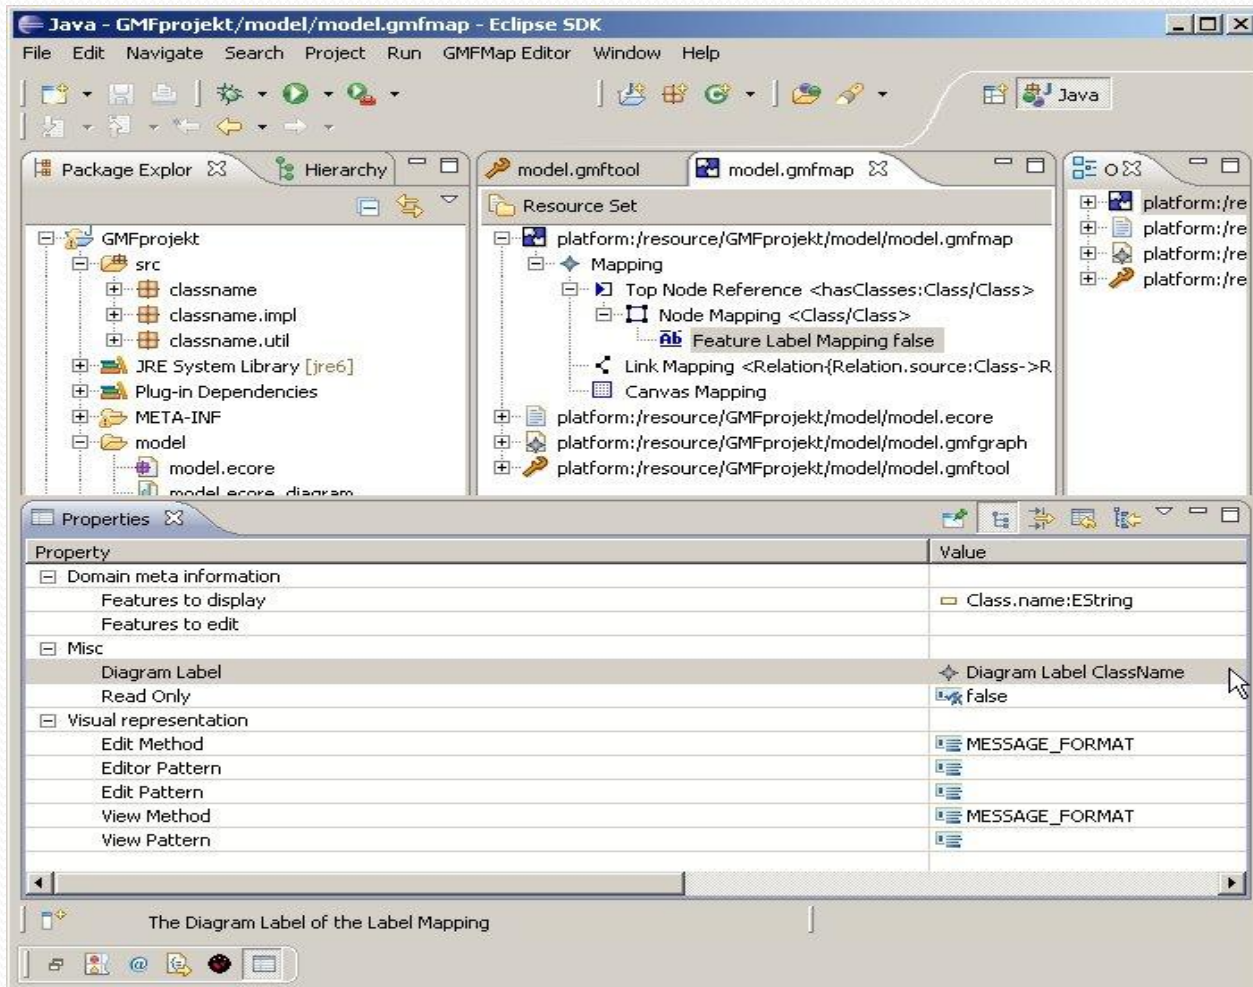 Java - GMFprojekt/model/model.gmfmap - Eclipse SDK
File Edit Navigate Search Project Run GMFMap Editor Window Help
Java
Package Explor
Hierarchy
GMFprojekt
src
classname
classname.impl
classname.util
JRE System Library [jre6]
Plug-in Dependencies
META-INF
model
model.ecore
model.ecore_diagram
model.gmftool
model.gmfmap
Resource Set
platform:/resource/GMFprojekt/model/model.gmfmap
Mapping
Top Node Reference <hasClasses:Class/Class>
Node Mapping <Class/Class>
Ab Feature Label Mapping false
Link Mapping <Relation{Relation.source:Class->R
Canvas Mapping
platform:/resource/GMFprojekt/model/model.ecore
platform:/resource/GMFprojekt/model/model.gmfgraph
platform:/resource/GMFprojekt/model/model.gmftool
O
platform:/re
platform:/re
platform:/re
platform:/re
Properties
Property Value
Domain meta information
Features to display Class.name:EString
Features to edit
Misc
Diagram Label Diagram Label ClassName
Read Only false
Visual representation
Edit Method MESSAGE_FORMAT
Editor Pattern
Edit Pattern
View Method MESSAGE_FORMAT
View Pattern
The Diagram Label of the Label Mapping